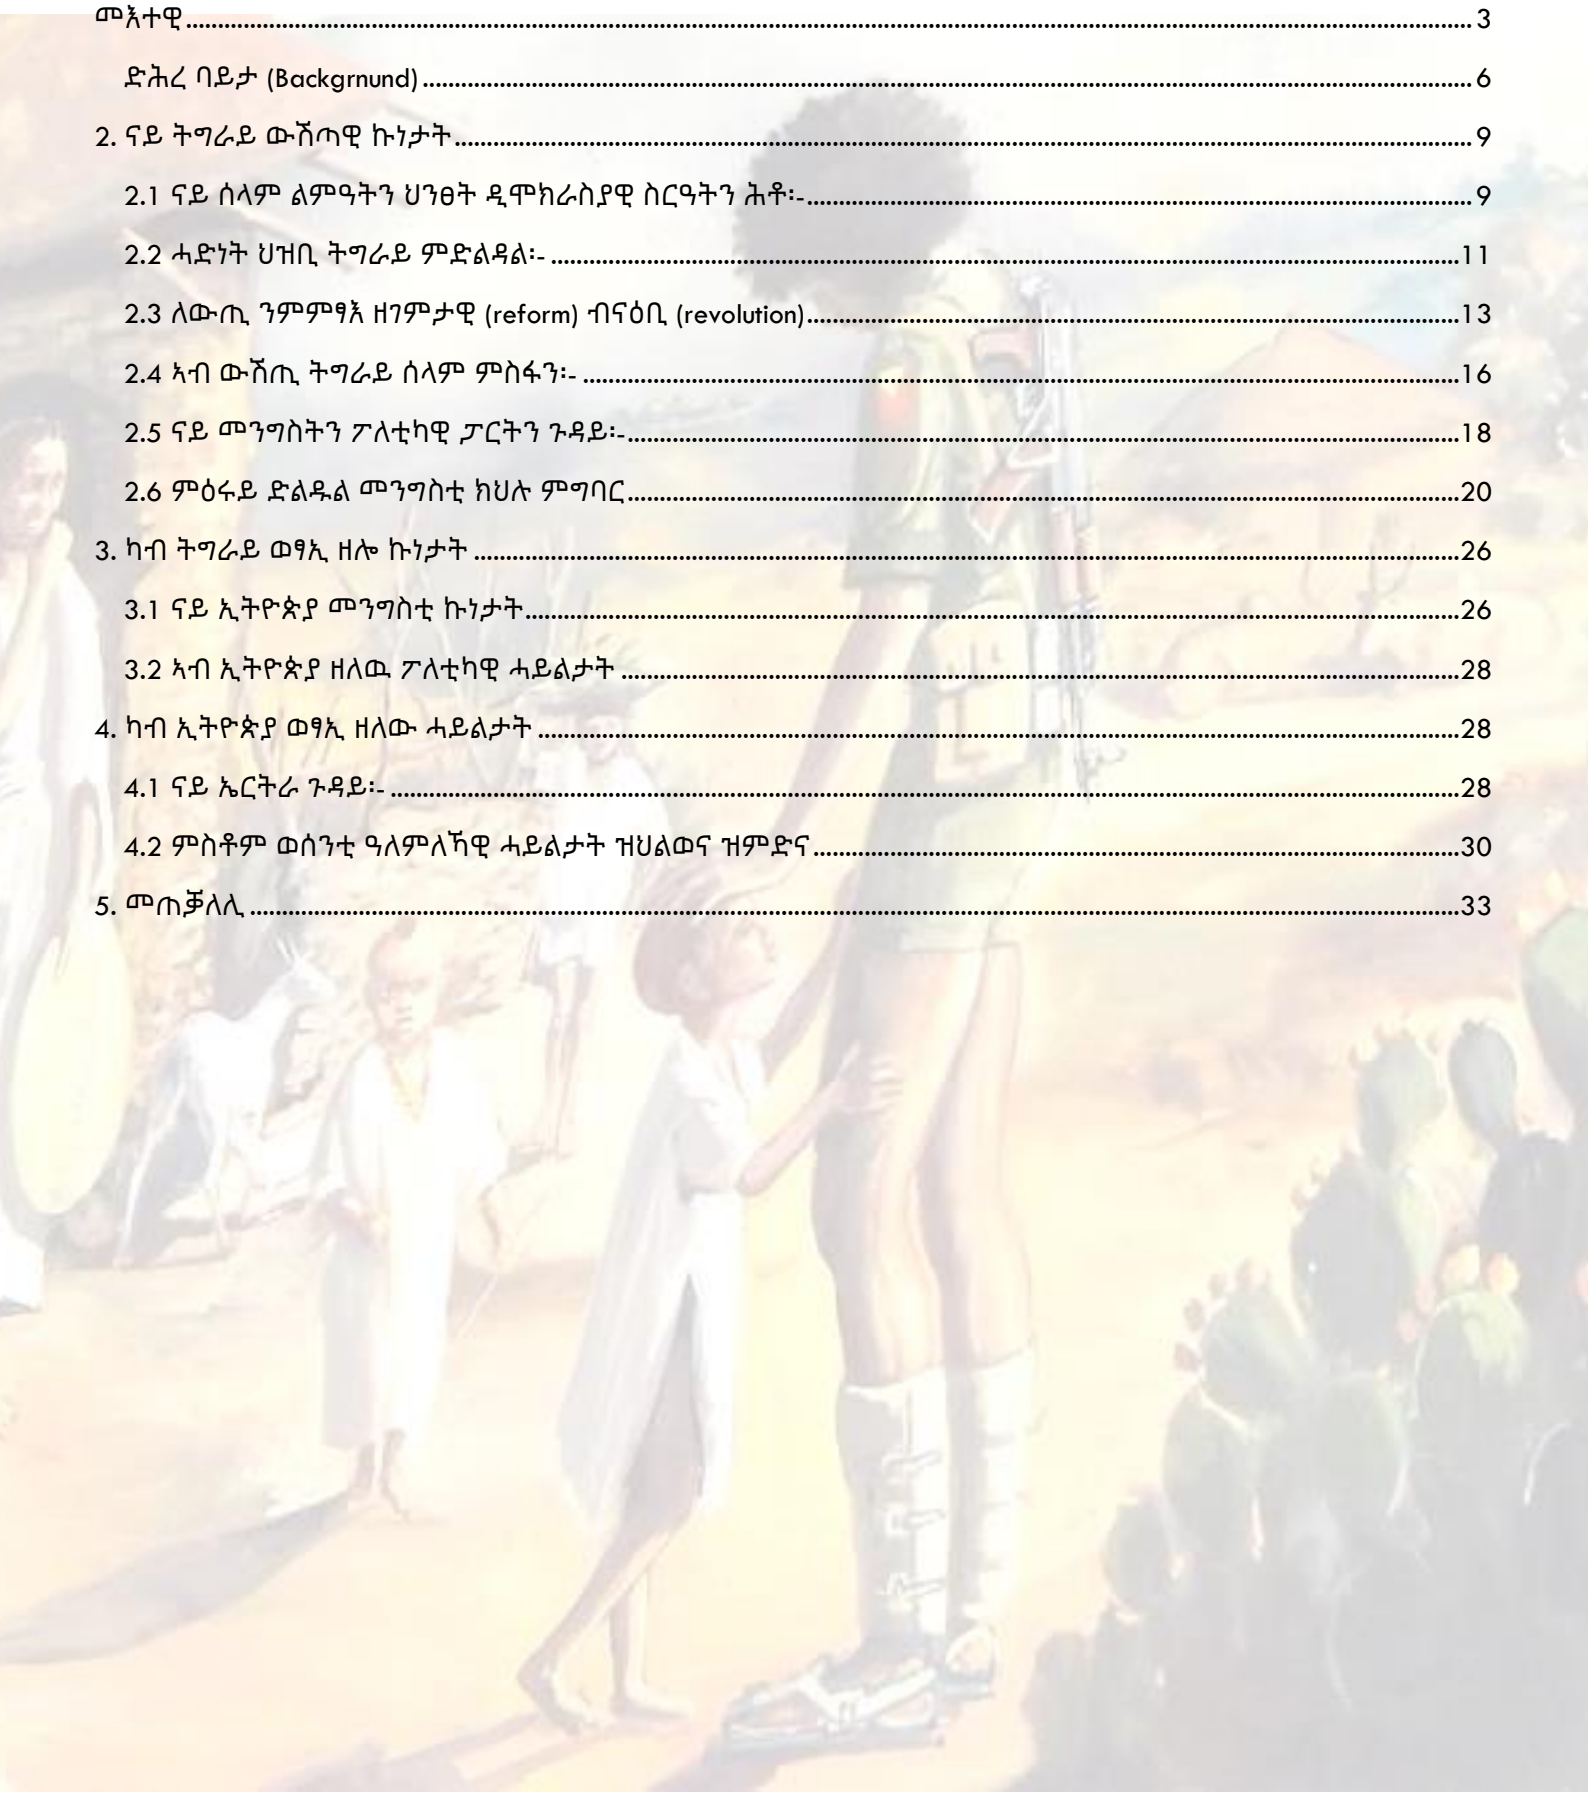 መእተዊ ........ 3
ድሕረ ባይታ (Backgrnund) ........ 6
2. ናይ ትግራይ ውሽጣዊ ኩነታት ........ 9
2.1 ናይ ሰላም ልምዓትን ህንፀት ዲሞክራስያዊ ስርዓትን ሕቶ፡- ........ 9
2.2 ሓድነት ህዝቢ ትግራይ ምድልዳል፡- ........ 11
2.3 ለውጢ ንምምፃእ ዘገምታዊ (reform) ብናዕቢ (revolution) ........ 13
2.4 ኣብ ውሽጢ ትግራይ ሰላም ምስፋን፡- ........ 16
2.5 ናይ መንግስትን ፖለቲካዊ ፓርትን ጉዳይ፡- ........ 18
2.6 ምዕሩይ ድልዱል መንግስቲ ክህሉ ምግባር ........ 20
3. ካብ ትግራይ ወፃኢ ዘሎ ኩነታት ........ 26
3.1 ናይ ኢትዮጵያ መንግስቲ ኩነታት ........ 26
3.2 ኣብ ኢትዮጵያ ዘለዉ ፖለቲካዊ ሓይልታት ........ 28
4. ካብ ኢትዮጵያ ወፃኢ ዘለው ሓይልታት ........ 28
4.1 ናይ ኤርትራ ጉዳይ፡- ........ 28
4.2 ምስቶም ወሰንቲ ዓለምለኻዊ ሓይልታት ዝህልወና ዝምድና ........ 30
5. መጠቓለሊ ........ 33